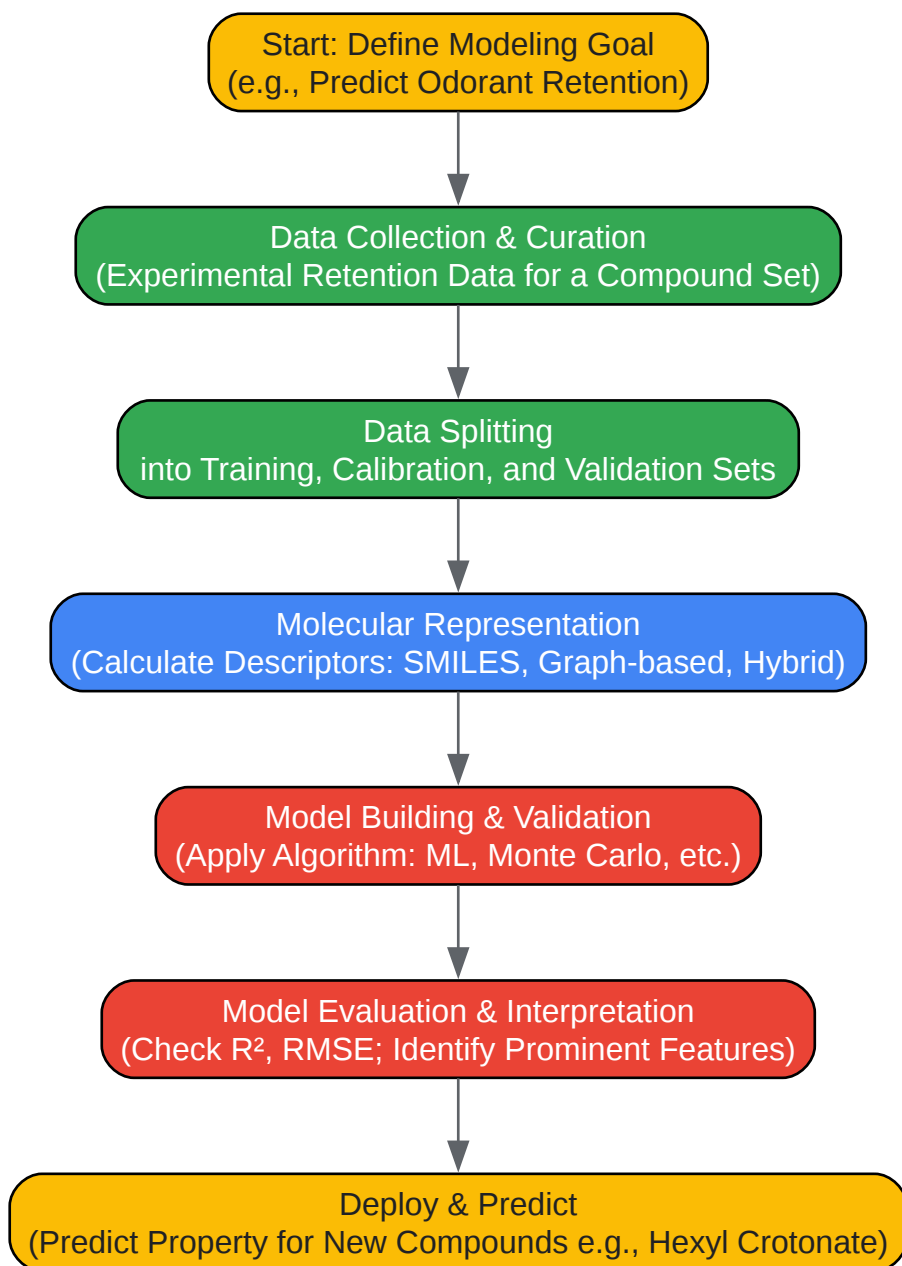 Start: Define Modeling Goal
(e.g., Predict Odorant Retention)
Data Collection & Curation
(Experimental Retention Data for a Compound Set)
Data Splitting
into Training, Calibration, and Validation Sets
Molecular Representation
(Calculate Descriptors: SMILES, Graph-based, Hybrid)
Model Building & Validation
(Apply Algorithm: ML, Monte Carlo, etc.)
Model Evaluation & Interpretation
(Check R², RMSE; Identify Prominent Features)
Deploy & Predict
(Predict Property for New Compounds e.g., Hexyl Crotonate)